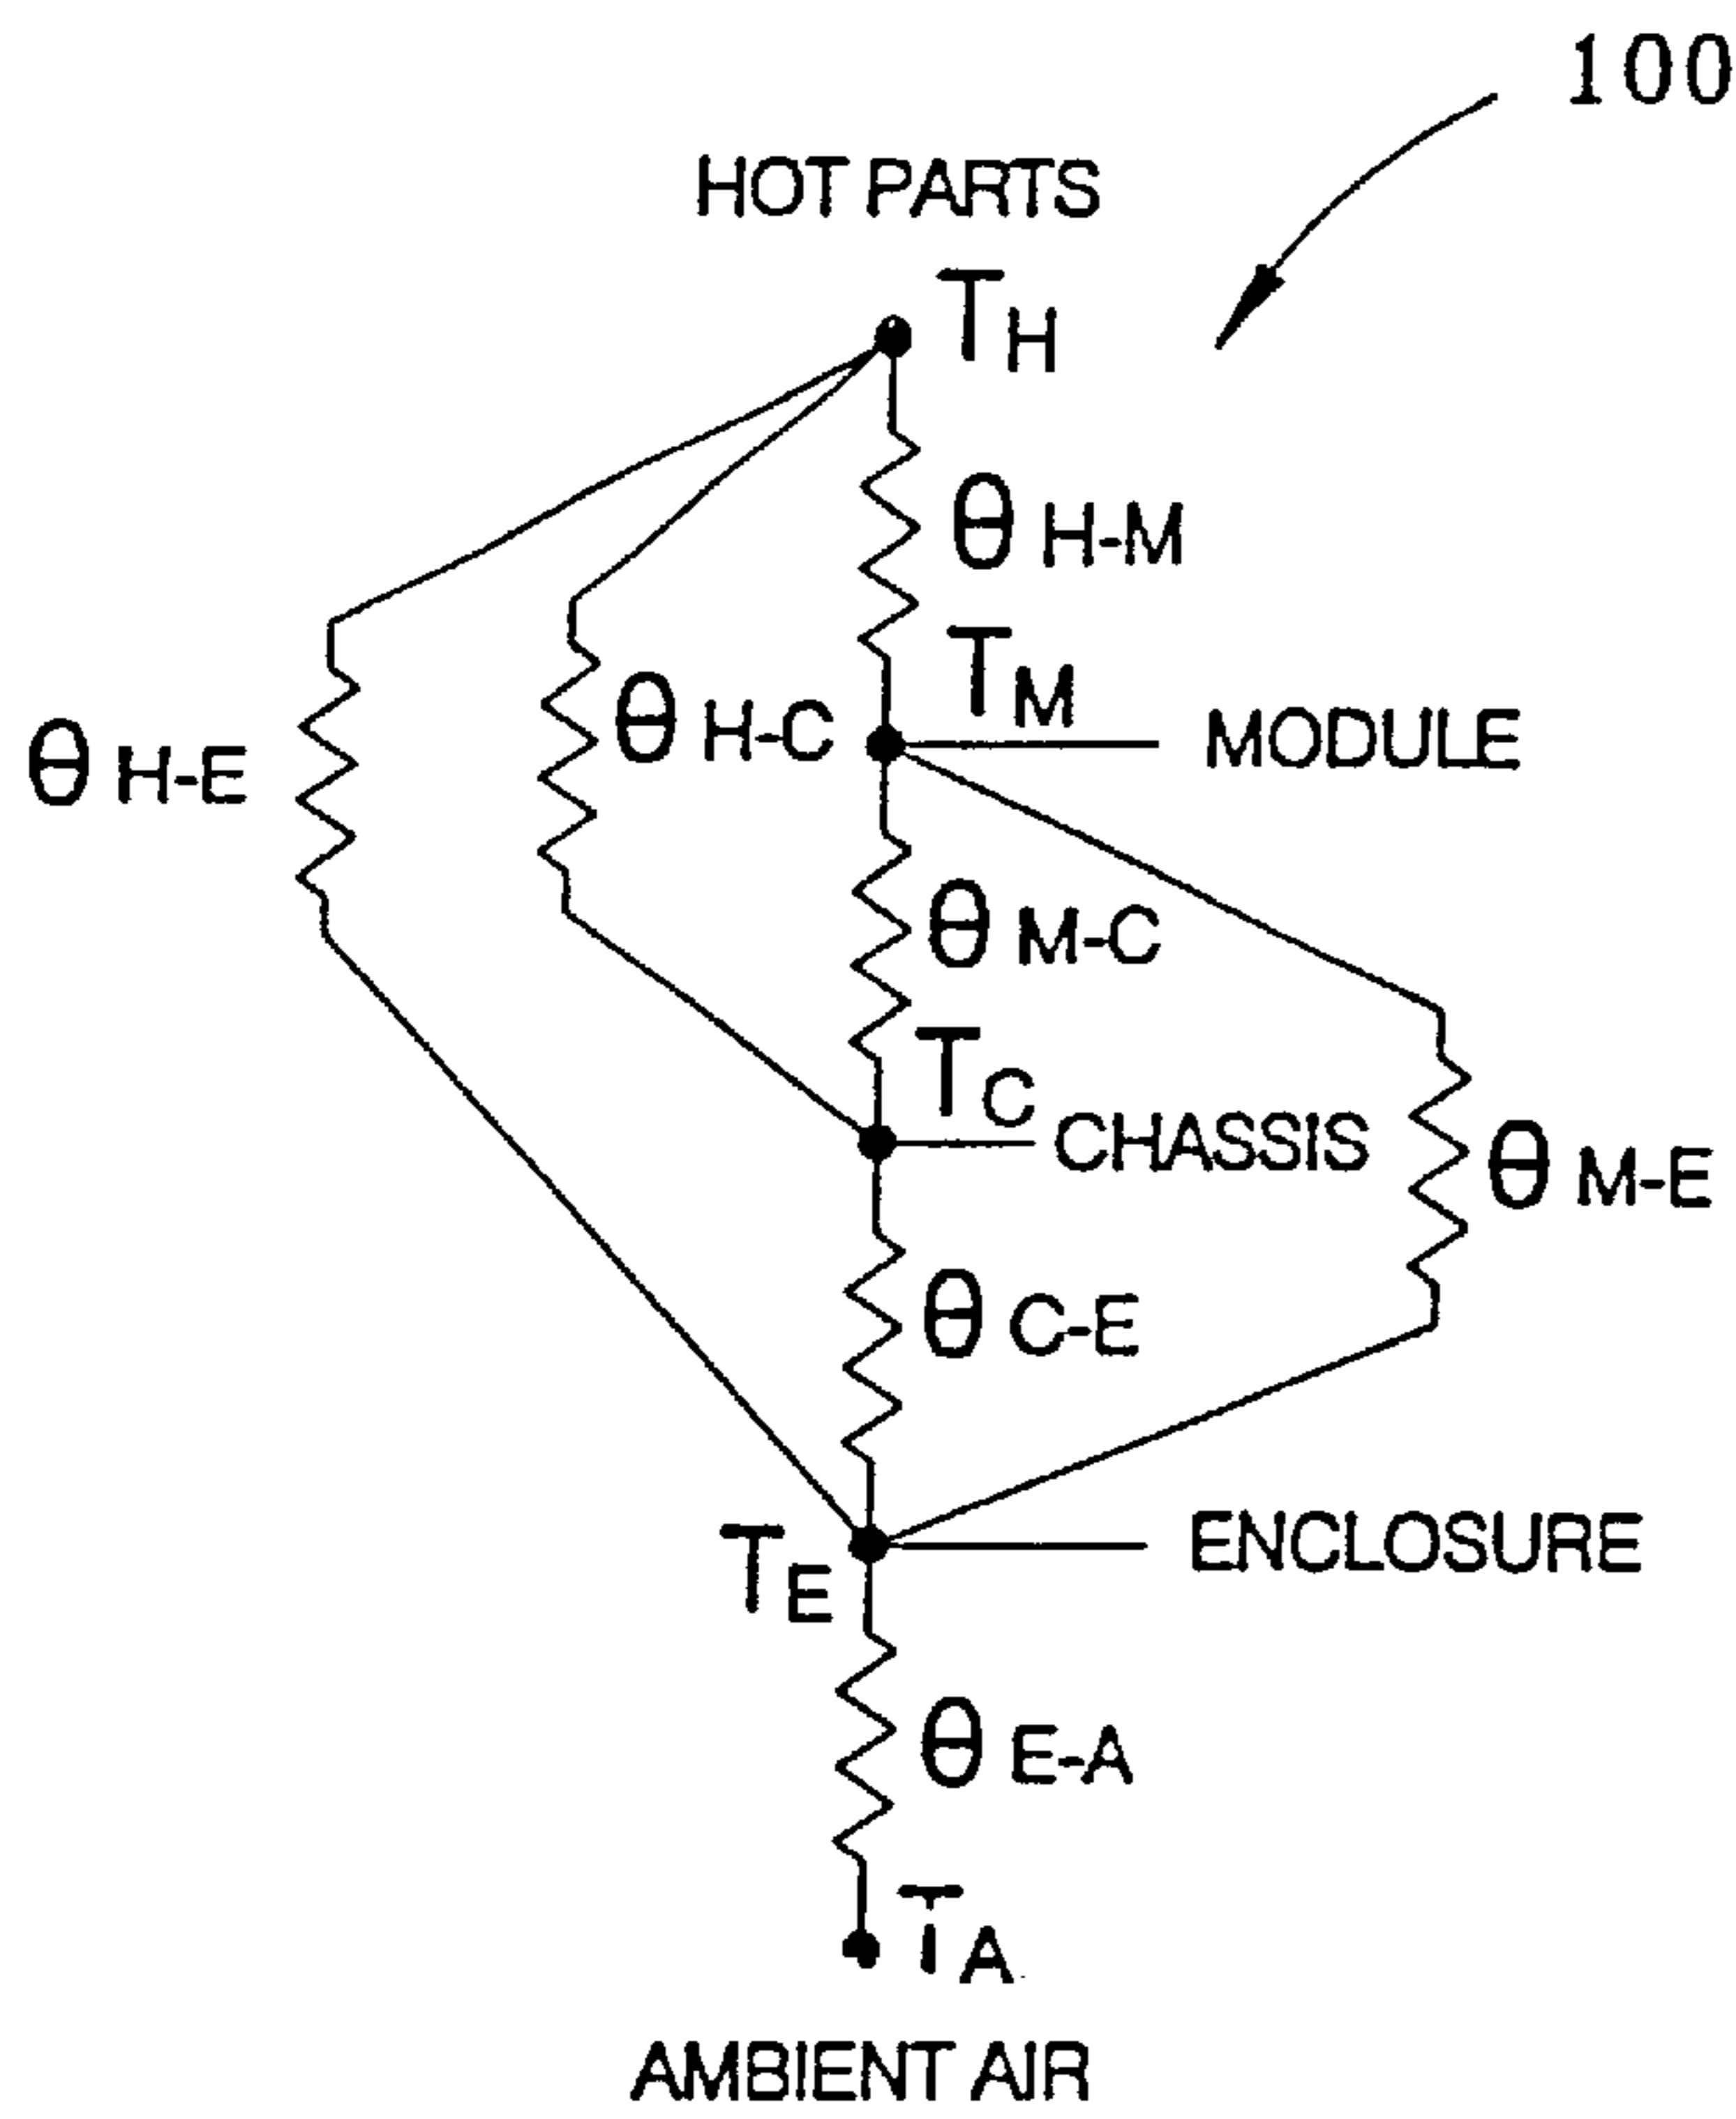 100
HOT PARTS
TH
θ H-M
TM
θ H-E
θ H-C
MODULE
θ M-C
TC
CHASSIS
θ M-E
θ C-E
TE
ENCLOSURE
θ E-A
TA
AMBIENT AIR